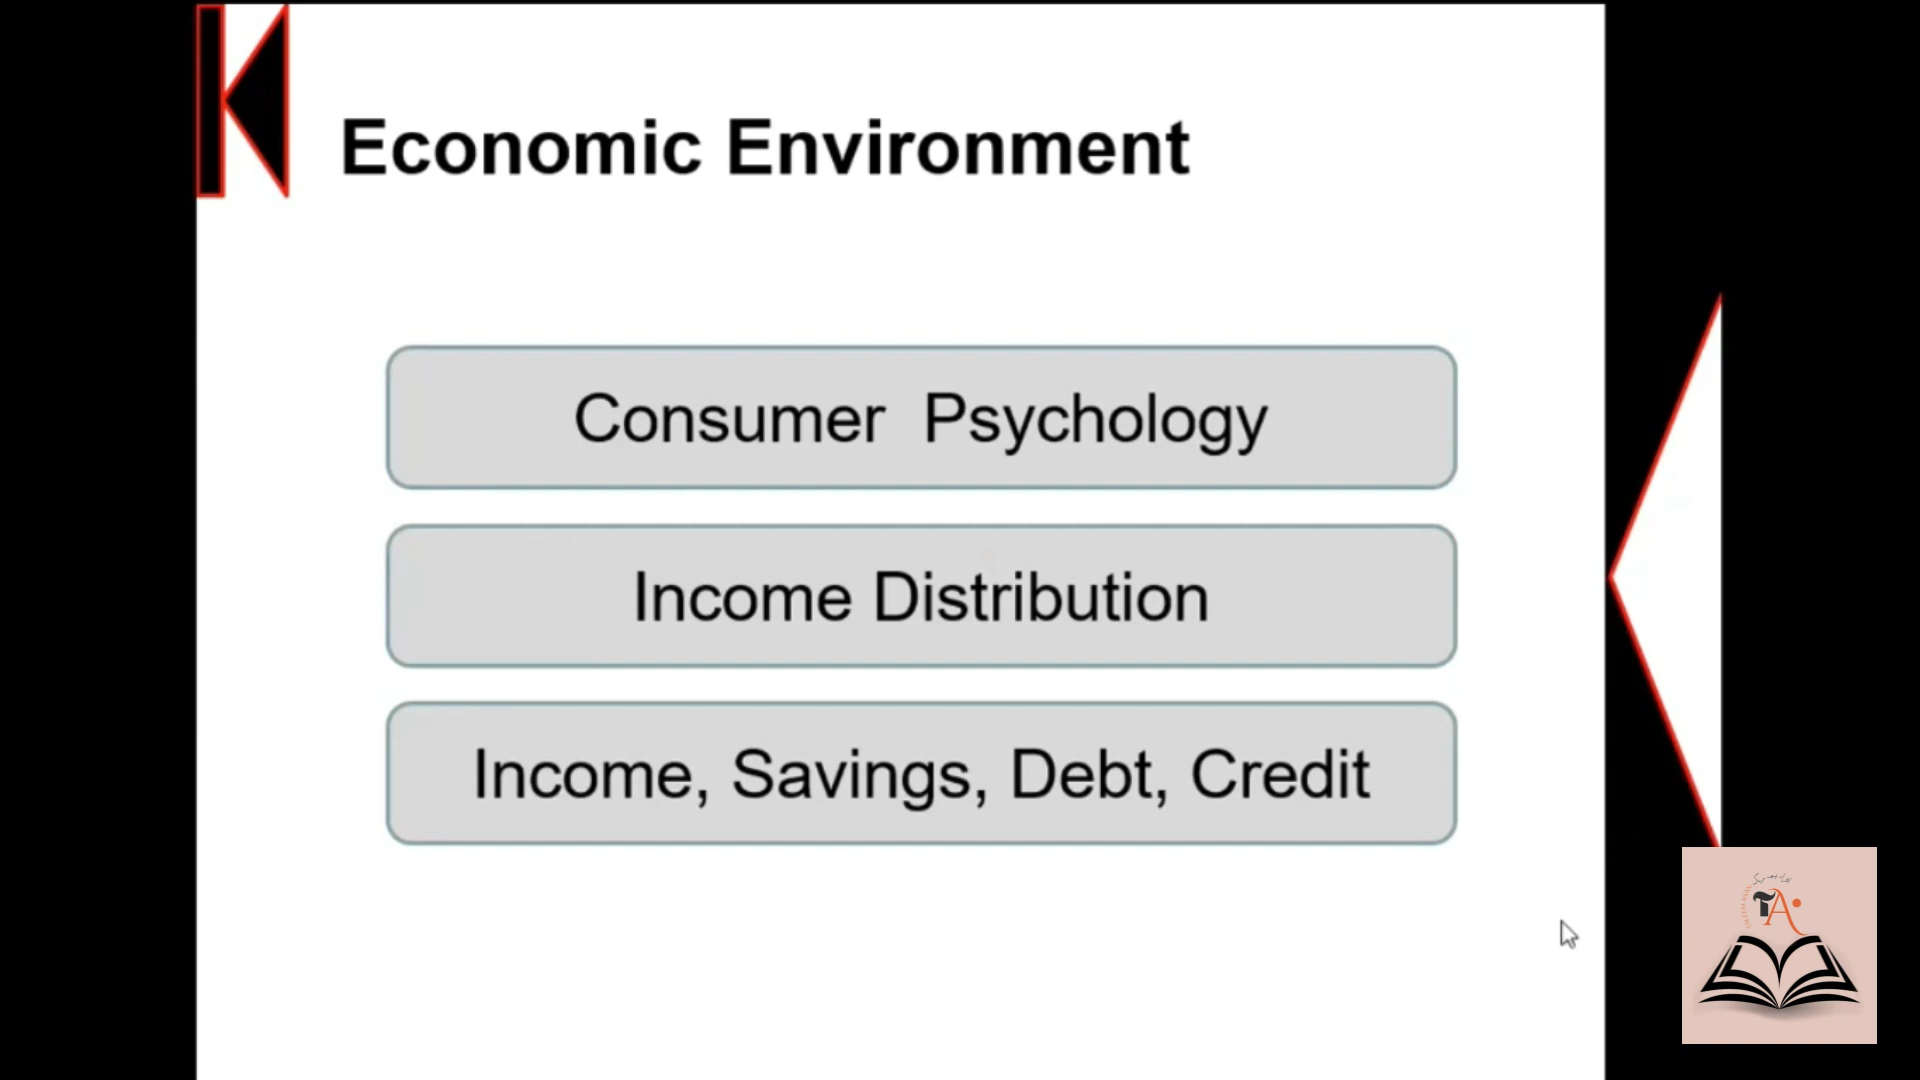 Economic Environment
Consumer Psychology
Income Distribution
Income, Savings, Debt, Credit